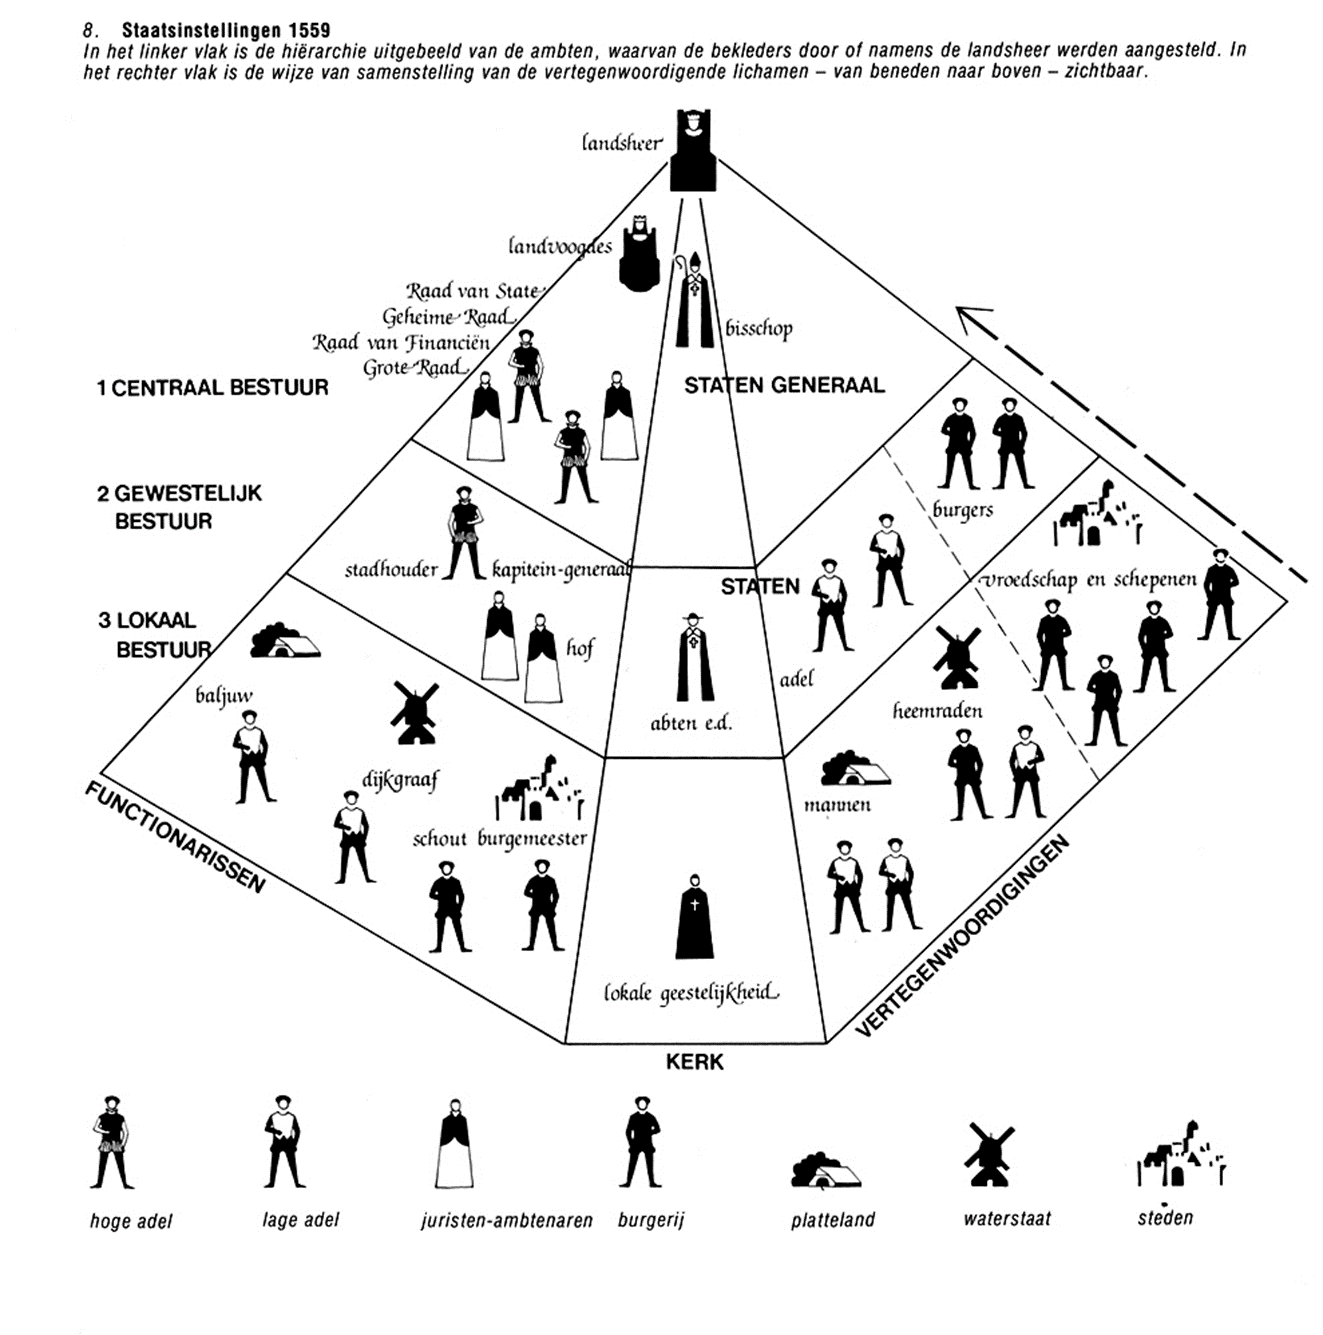 8. Staatsinstellingen 1559
In het linker vlak is de hiërarchie uitgebeeld van de ambten, waarvan de bekleders door of namens de landsheer werden aangesteld. In
het rechter vlak is de wijze van samenstelling van de vertegenwoordigende lichamen – van beneden naar boven – zichtbaar.
landsheer
landvoogdes
Raad van State
Geheime Raad
Raad van Financiën
Grote Raad
bisschop
1 CENTRAAL BESTUUR
STATEN GENERAAL
2 GEWESTELIJK
BESTUUR
burgers
stadhouder
kapitein-generaal
STATEN
vroedschap en schepenen
3 LOKAAL
BESTUUR
hof
adel
baljuw
abten e.d.
heemraden
dijkgraaf
mannen
schout burgemeester
FUNCTIONARISSEN
lokale geestelijkheid
VERTEGENWOORDIGINGEN
KERK
hoge adel
lage adel
juristen-ambtenaren
burgerij
platteland
waterstaat
steden